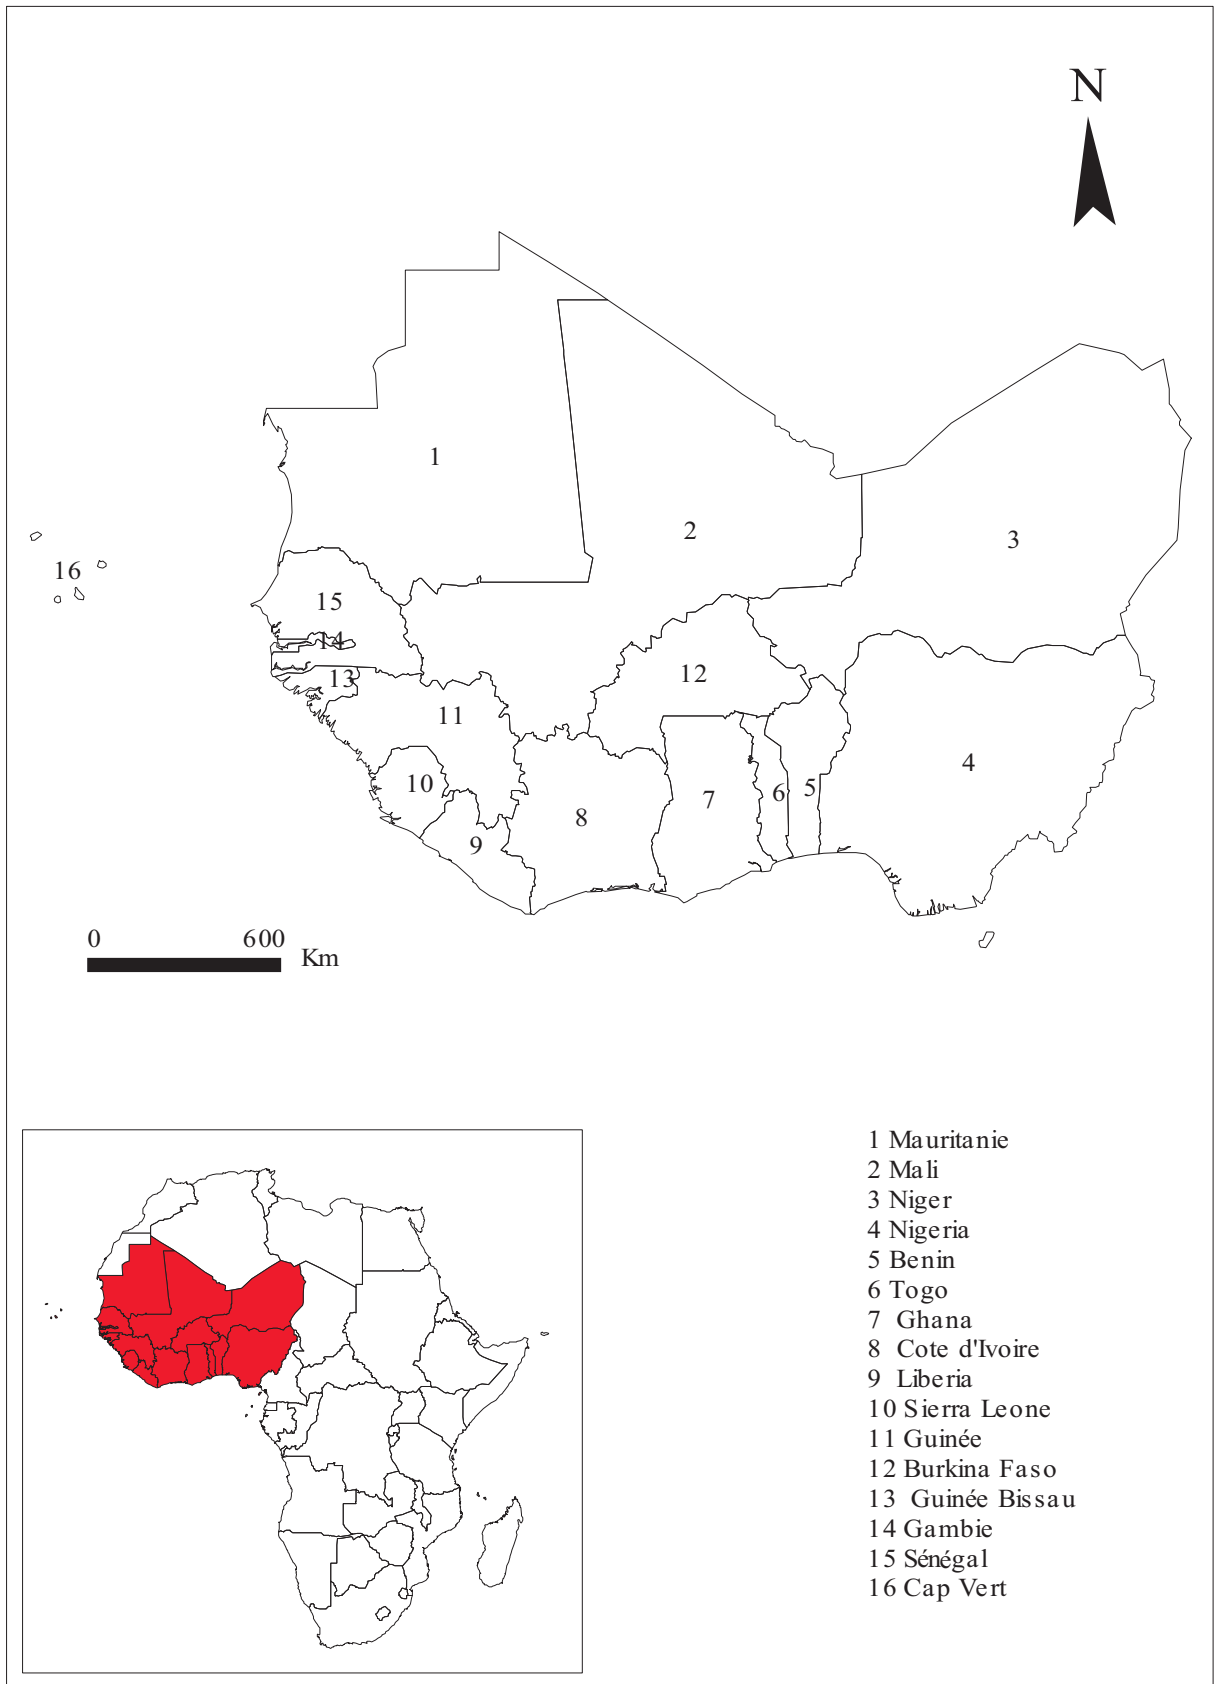 N
1
2
3
16
15
14
13
12
11
10
9
8
7
6
5
4
0 600
Km
1 Mauritanie
2 Mali
3 Niger
4 Nigeria
5 Benin
6 Togo
7 Ghana
8 Cote d'Ivoire
9 Liberia
10 Sierra Leone
11 Guinée
12 Burkina Faso
13 Guinée Bissau
14 Gambie
15 Sénégal
16 Cap Vert